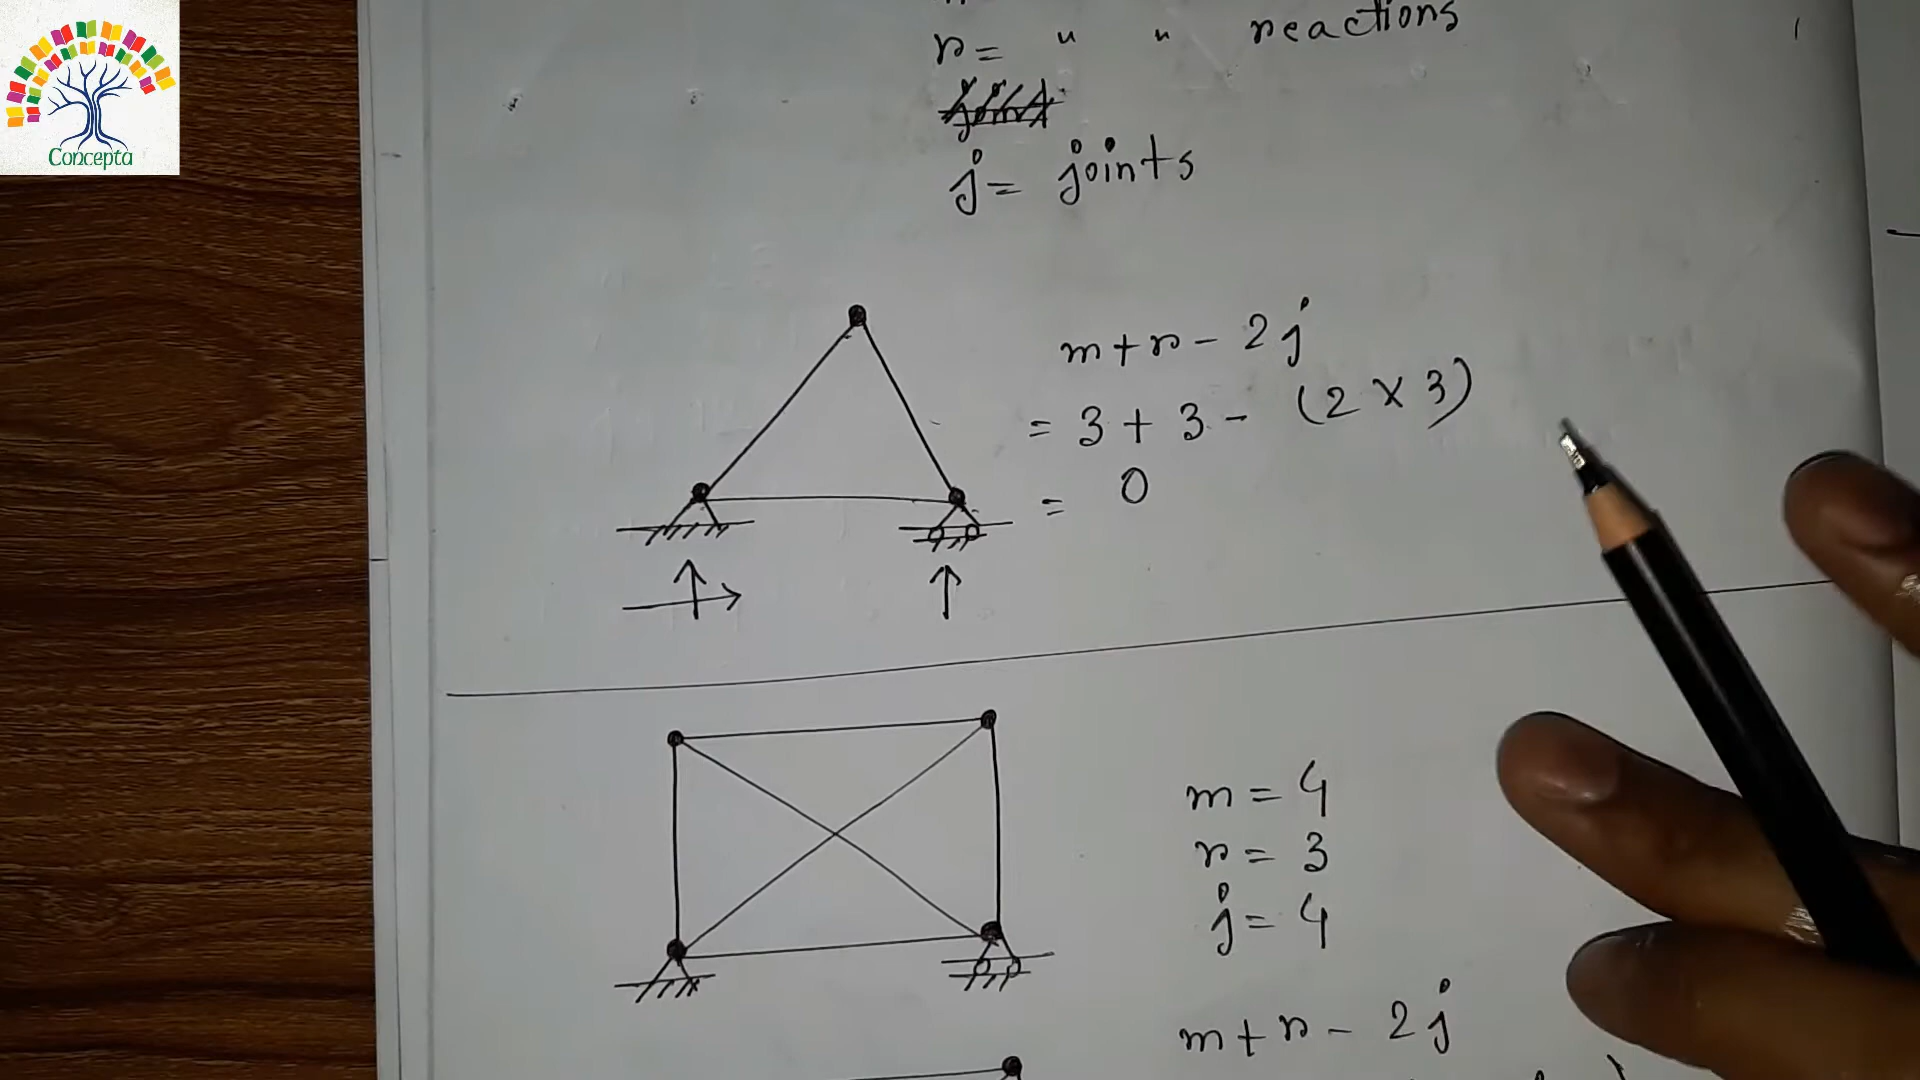 Concepta
r = " " reactions
j = joints
m + r - 2j
= 3 + 3 - (2 × 3)
= 0
m = 4
r = 3
j = 4
m + r - 2j